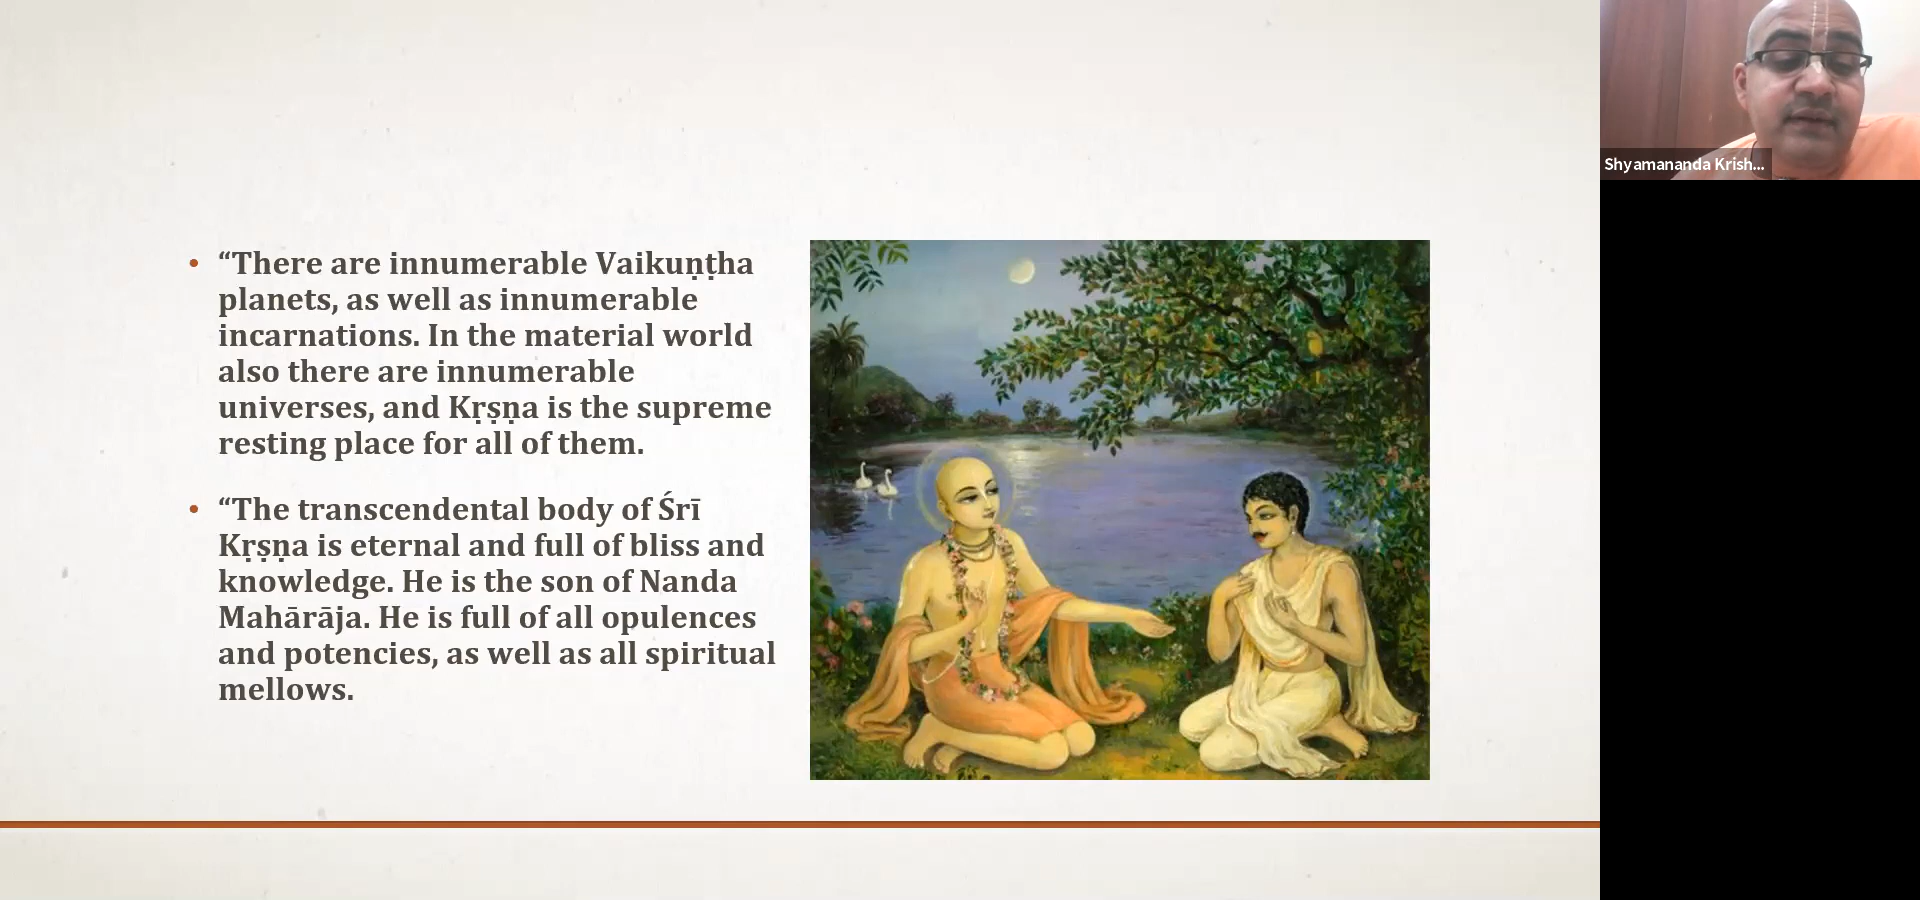 “There are innumerable Vaikuṇṭha
planets, as well as innumerable
incarnations. In the material world
also there are innumerable
universes, and Kṛṣṇa is the supreme
resting place for all of them.
“The transcendental body of Śrī
Kṛṣṇa is eternal and full of bliss and
knowledge. He is the son of Nanda
Mahārāja. He is full of all opulences
and potencies, as well as all spiritual
mellows.
Shyamananda Krish...